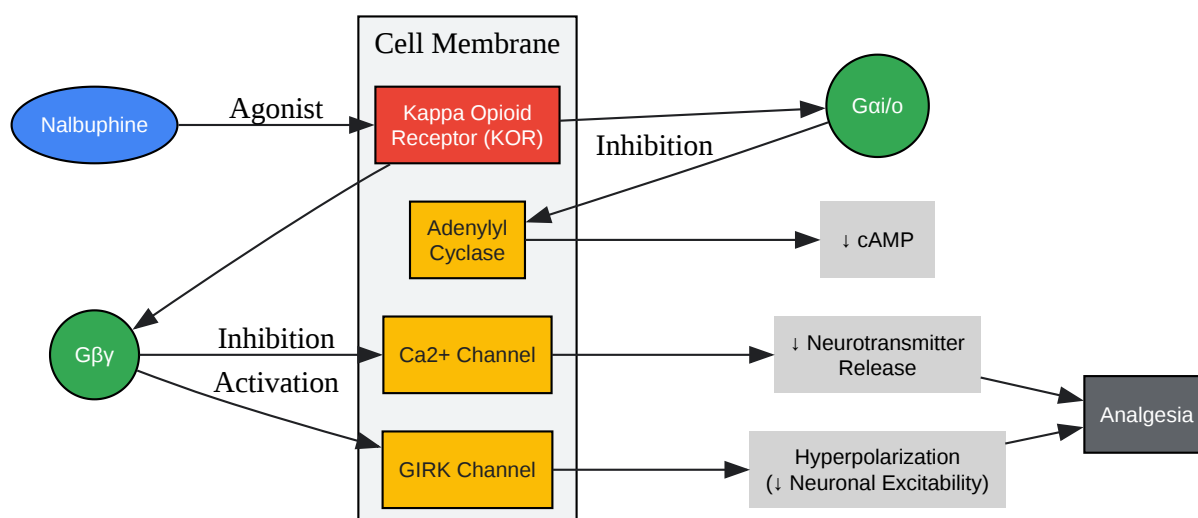 Cell Membrane
Nalbuphine
Agonist
Kappa Opioid
Receptor (KOR)
Gαi/o
Inhibition
Adenylyl
Cyclase
↓ cAMP
Gβγ
Inhibition
Activation
Ca2+ Channel
↓ Neurotransmitter
Release
Analgesia
GIRK Channel
Hyperpolarization
(↓ Neuronal Excitability)